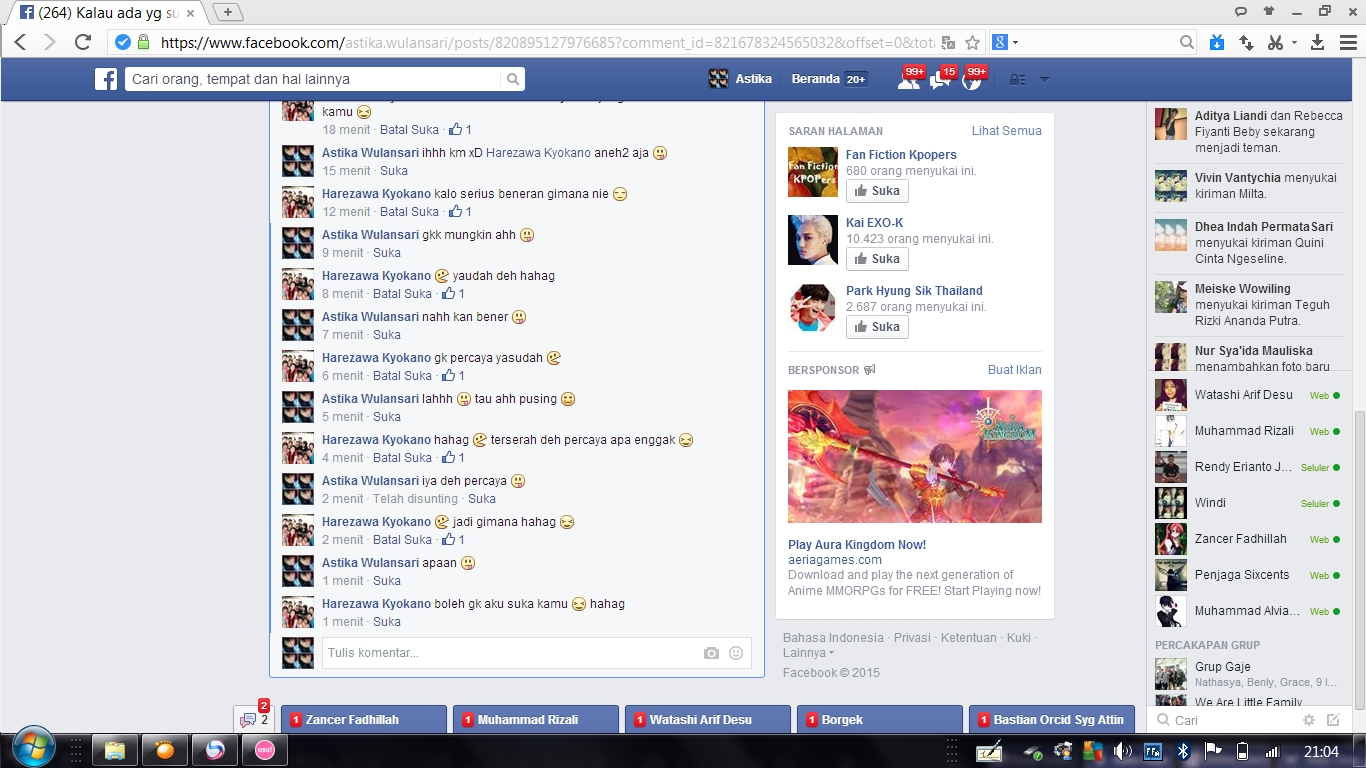 (264) Kalau ada yg su
https://www.facebook.com/astika.wulansari/posts/820895127976685?comment_id=821678324565032&offset=0&tota
Cari orang, tempat dan hal lainnya
Astika
Beranda 20+
99+
15
99+
kamu
18 menit · Batal Suka · 1
Astika Wulansari ihhh km xD Harezawa Kyokano aneh2 aja
15 menit · Suka
Harezawa Kyokano kalo serius beneran gimana nie
12 menit · Batal Suka · 1
Astika Wulansari gkk mungkin ahh
9 menit · Suka
Harezawa Kyokano yaudah deh hahag
8 menit · Batal Suka · 1
Astika Wulansari nahh kan bener
7 menit · Suka
Harezawa Kyokano gk percaya yasudah
6 menit · Batal Suka · 1
Astika Wulansari lahhh tau ahh pusing
5 menit · Suka
Harezawa Kyokano hahag terserah deh percaya apa enggak
4 menit · Batal Suka · 1
Astika Wulansari iya deh percaya
2 menit · Telah disunting · Suka
Harezawa Kyokano jadi gimana hahag
2 menit · Batal Suka · 1
Astika Wulansari apaan
1 menit · Suka
Harezawa Kyokano boleh gk aku suka kamu hahag
1 menit · Suka
Tulis komentar...
SARAN HALAMAN
Lihat Semua
Fan Fiction KPOPers
Fan Fiction Kpopers
680 orang menyukai ini.
Suka
Kai EXO-K
10.423 orang menyukai ini.
Suka
Park Hyung Sik Thailand
2.687 orang menyukai ini.
Suka
BERSPONSOR
Buat Iklan
AURA KINGDOM
Play Aura Kingdom Now!
aeriagames.com
Download and play the next generation of
Anime MMORPGs for FREE! Start Playing now!
Bahasa Indonesia · Privasi · Ketentuan · Kuki ·
Lainnya
Facebook © 2015
Aditya Liandi dan Rebecca
Fiyanti Beby sekarang
menjadi teman.
Vivin Vantynia menyukai
kiriman Milta.
Dhea Indah PermataSari
menyukai kiriman Quini
Cinta Ngeseline.
Meiske Wowiling
menyukai kiriman Teguh
Rizki Ananda Putra.
Nur Sya'ida Mauliska
menambahkan foto baru
Watashi Arif Desu Web
Muhammad Rizali Web
Rendy Erianto J... Seluler
Windi Seluler
Zancer Fadhillah Web
Penjaga Sixcents Web
Muhammad Alvia... Web
PERCAKAPAN GRUP
Grup Gaje
Nathasya, Benly, Grace, 9 l...
We Are Little Family
Cari
2
2
1 Zancer Fadhillah
1 Muhammad Rizali
1 Watashi Arif Desu
1 Borgek
1 Bastian Orcid Syg Attin
osu!
21:04